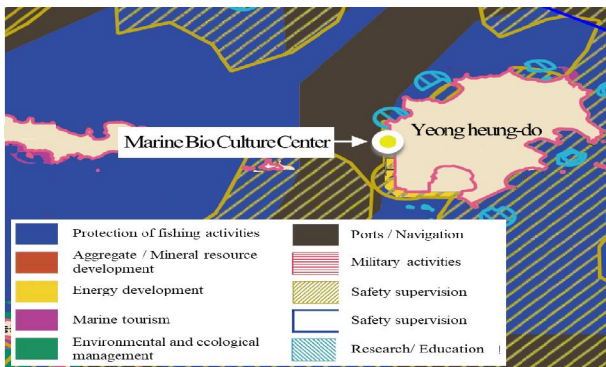 Marine Bio Culture Center
Yeong heung-do
Protection of fishing activities
Aggregate / Mineral resource
development
Energy development
Marine tourism
Environmental and ecological
management
Ports / Navigation
Military activities
Safety supervision
Safety supervision
Research/ Education